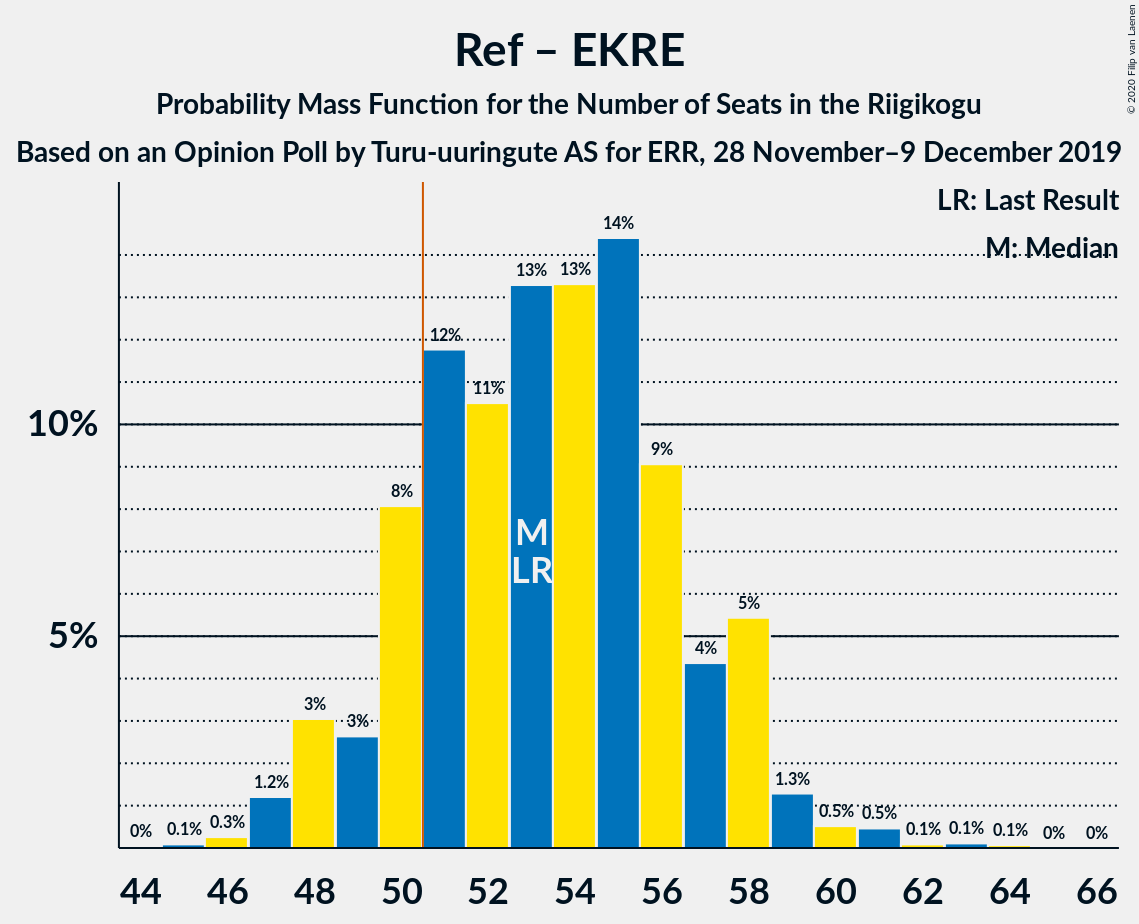 Ref – EKRE
Probability Mass Function for the Number of Seats in the Riigikogu
Based on an Opinion Poll by Turu-uuringute AS for ERR, 28 November–9 December 2019
© 2020 Filip van Laenen
LR: Last Result
M: Median
10%
5%
0%
0.1%
0.3%
1.2%
3%
3%
8%
12%
11%
13%
13%
14%
9%
4%
5%
1.3%
0.5%
0.5%
0.1%
0.1%
0.1%
0%
0%
M
LR
44 46 48 50 52 54 56 58 60 62 64 66